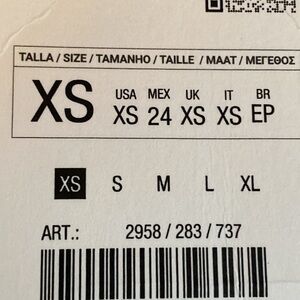 TALLA / SIZE / TAMANHO / TAILLE / MAAT / ΜΕΓΕΘΟΣ
XS
USA MEX UK IT BR
XS 24 XS XS EP
XS S M L XL
ART.: 2958 / 283 / 737